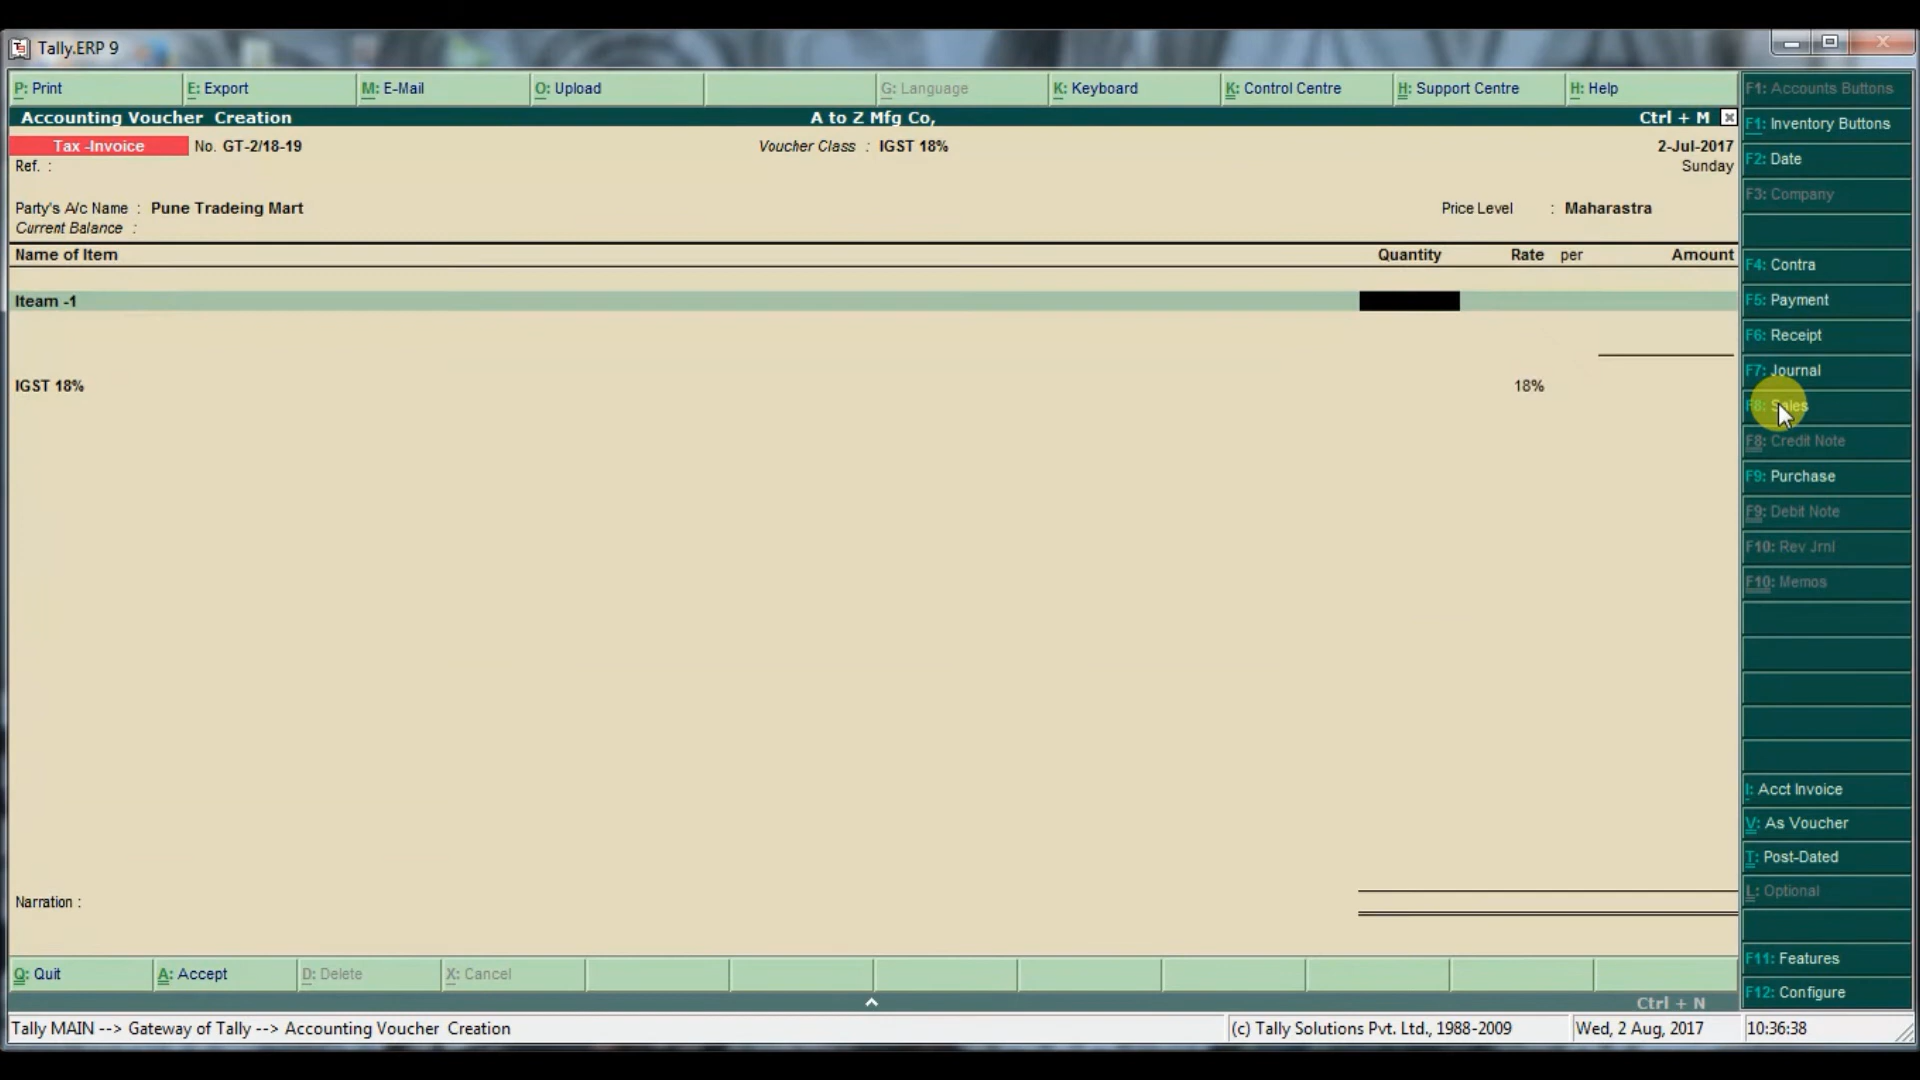 Tally.ERP 9
P: Print E: Export M: E-Mail O: Upload G: Language K: Keyboard K: Control Centre H: Support Centre H: Help
Accounting Voucher Creation A to Z Mfg Co, Ctrl + M
Tax -Invoice No. GT-2/18-19 Voucher Class : IGST 18% 2-Jul-2017
Ref. : Sunday
Party's A/c Name : Pune Tradeing Mart Price Level : Maharastra
Current Balance :
Name of Item Quantity Rate per Amount
Iteam -1
IGST 18% 18%
Narration :
Q: Quit A: Accept D: Delete X: Cancel
Ctrl + N
Tally MAIN --> Gateway of Tally --> Accounting Voucher Creation (c) Tally Solutions Pvt. Ltd., 1988-2009 Wed, 2 Aug, 2017 10:36:38
F1: Accounts Buttons
F1: Inventory Buttons
F2: Date
F3: Company
F4: Contra
F5: Payment
F6: Receipt
F7: Journal
F8: Sales
F8: Credit Note
F9: Purchase
F9: Debit Note
F10: Rev Jrnl
F10: Memos
I: Acct Invoice
V: As Voucher
T: Post-Dated
L: Optional
F11: Features
F12: Configure